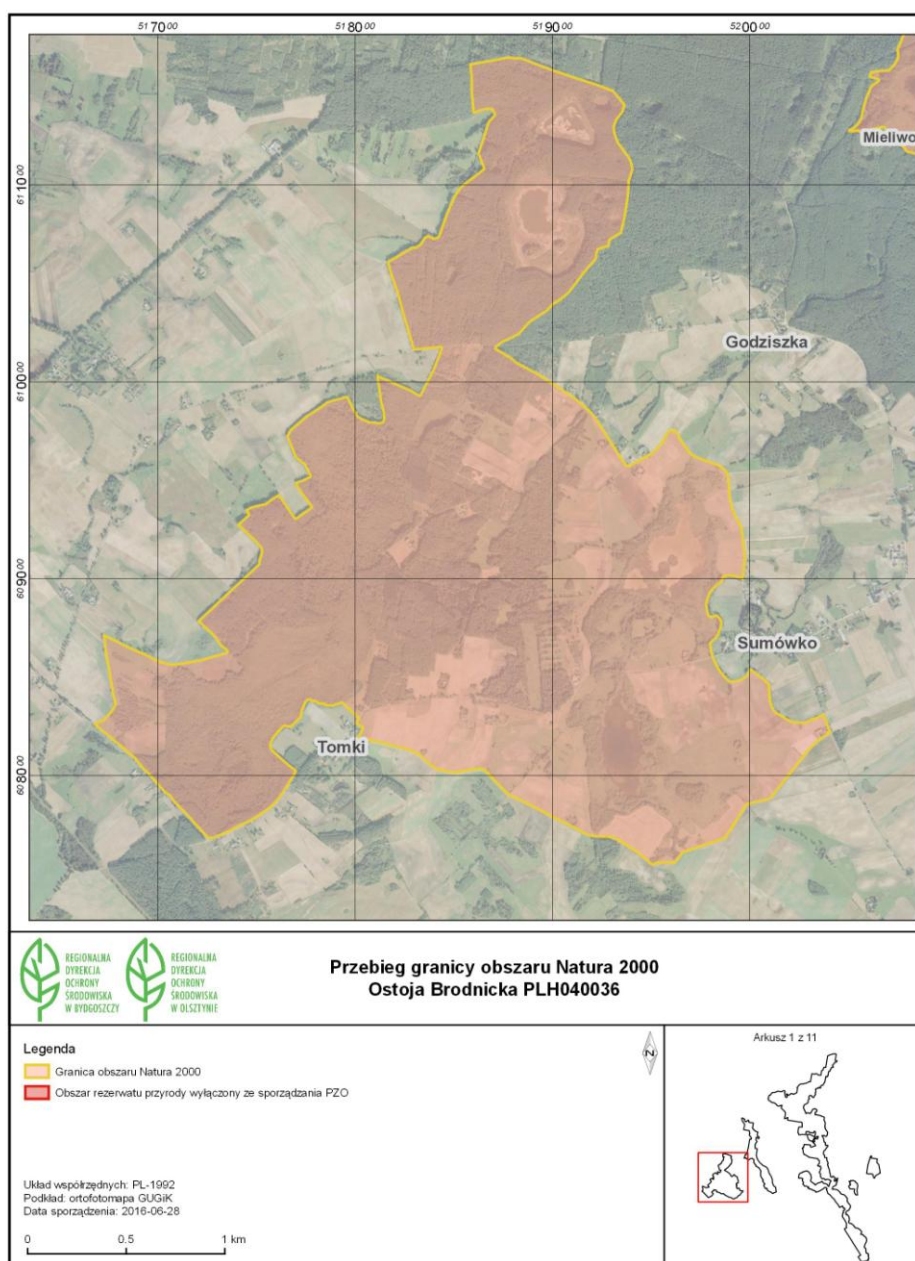 517000 518000 519000 520000
611000
610000
609000
608000
Mieliwo
Godziszka
Sumówko
Tomki
REGIONALNA
DYREKCJA
OCHRONY
ŚRODOWISKA
W BYDGOSZCZY
REGIONALNA
DYREKCJA
OCHRONY
ŚRODOWISKA
W OLSZTYNIE
Przebieg granicy obszaru Natura 2000
Ostoja Brodnicka PLH040036
Legenda
Granica obszaru Natura 2000
Obszar rezerwatu przyrody wyłączony ze sporządzania PZO
N
Arkusz 1 z 11
Układ współrzędnych: PL-1992
Podkład: ortofotomapa GUGiK
Data sporządzenia: 2016-06-28
0 0.5 1 km